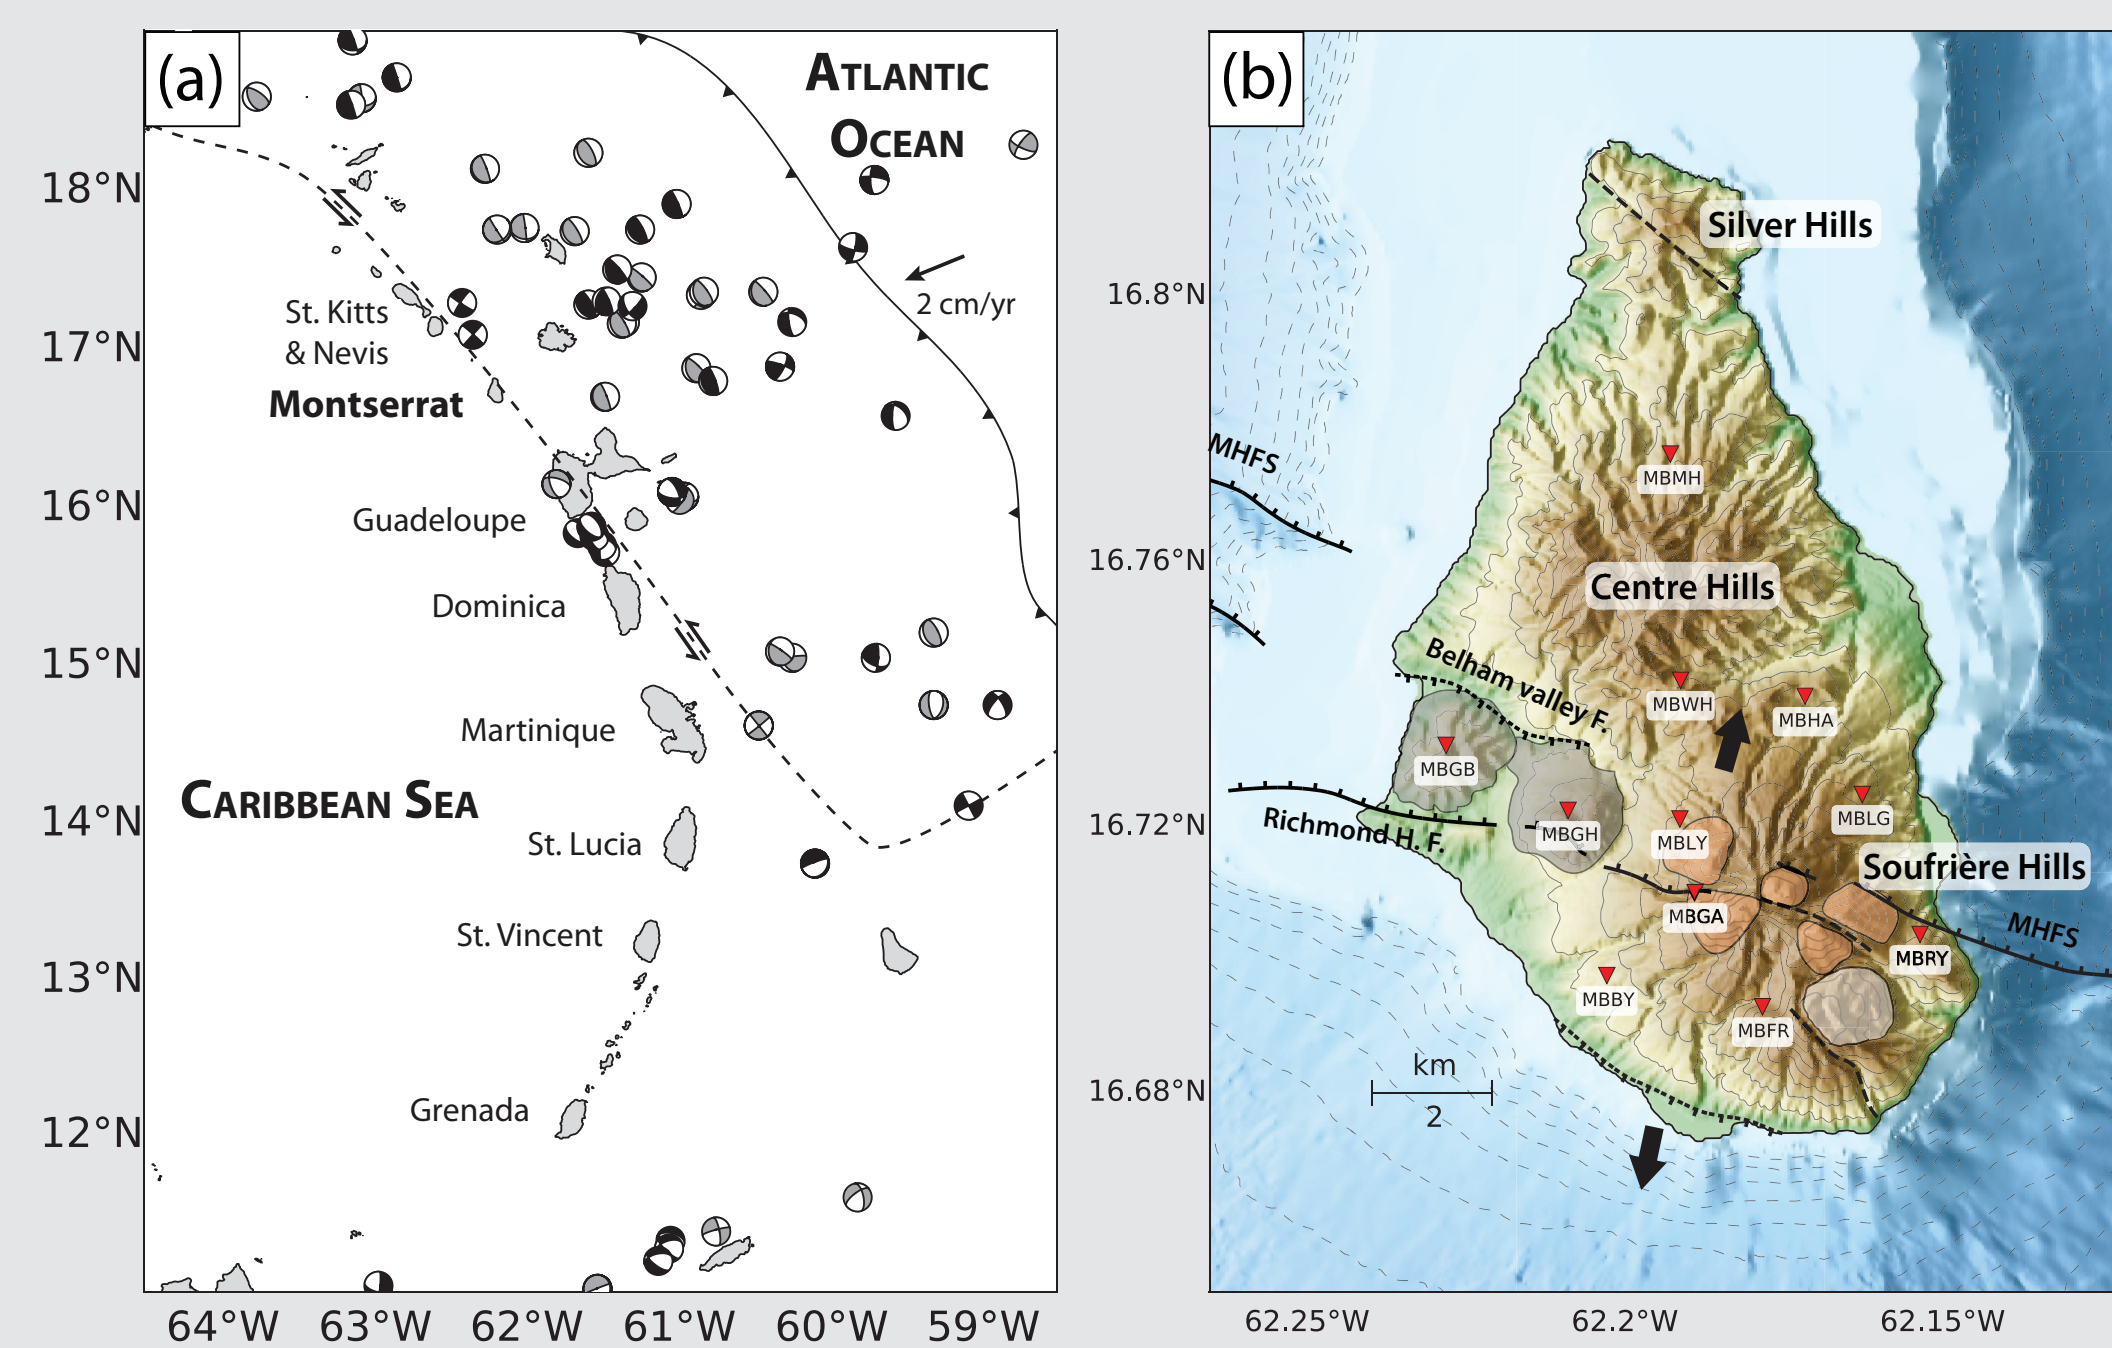 (a)
ATLANTIC
OCEAN
2 cm/yr
St. Kitts
& Nevis
Montserrat
Guadeloupe
Dominica
Martinique
CARIBBEAN SEA
St. Lucia
St. Vincent
Grenada
18°N
17°N
16°N
15°N
14°N
13°N
12°N
64°W
63°W
62°W
61°W
60°W
59°W
(b)
Silver Hills
MHFS
MBMH
Centre Hills
Belham valley F.
MBWH
MBHA
MBGB
Richmond H. F.
MBGH
MBLY
MBLG
Soufrière Hills
MBGA
MHFS
MBRY
MBBY
MBFR
km
2
16.8°N
16.76°N
16.72°N
16.68°N
62.25°W
62.2°W
62.15°W